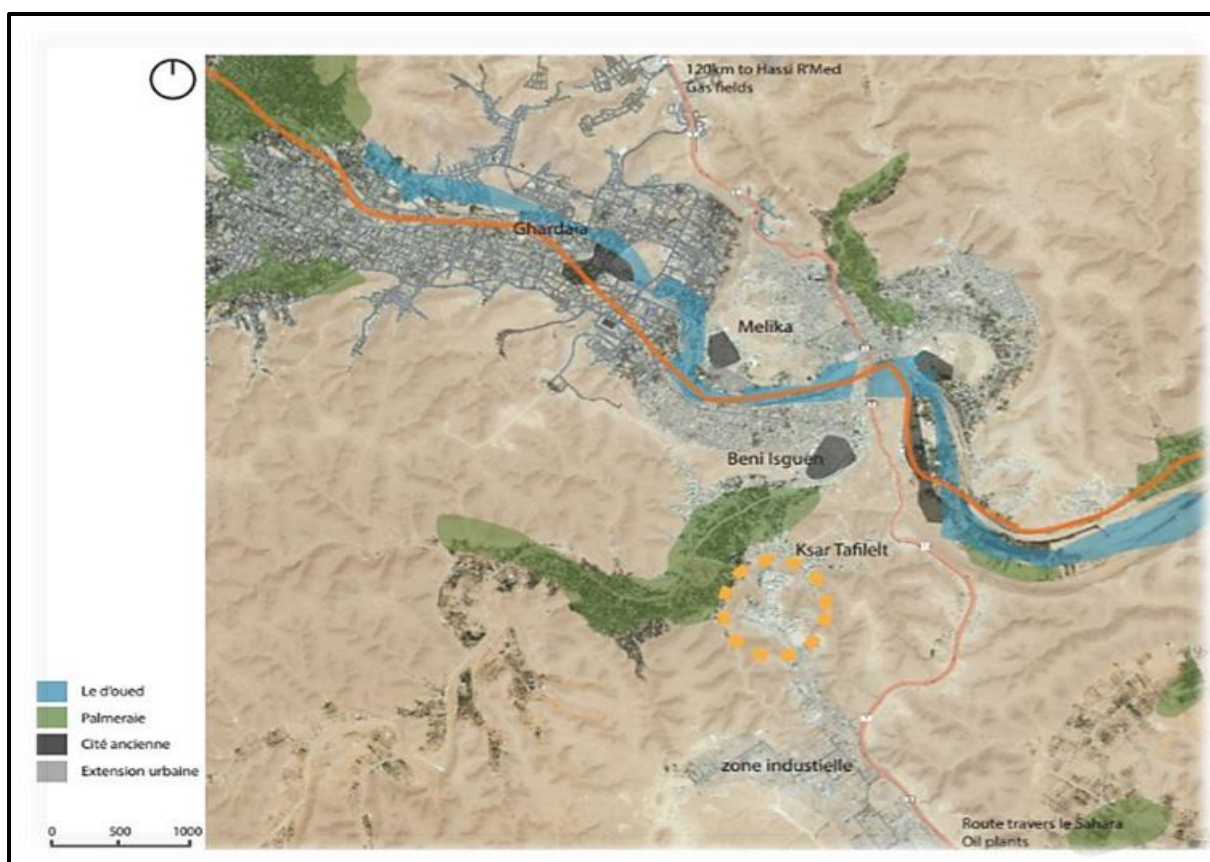 120km to Hassi R'Med
Gas fields
Ghardaia
Melika
Beni Isguen
Ksar Tafilelt
Le d'oued
Palmeraie
Cité ancienne
Extension urbaine
zone industielle
0 500 1000
Route travers le Sahara
Oil plants